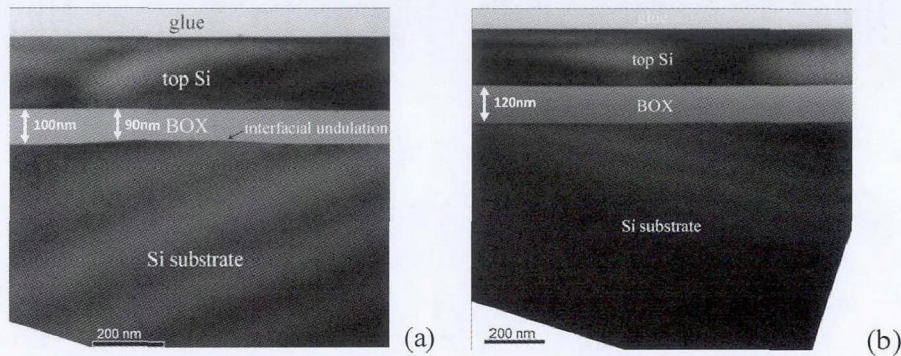 glue
top Si
100nm
90nm BOX
interfacial undulation
Si substrate
200 nm
(a)
glue
top Si
120nm
BOX
Si substrate
200 nm
(b)